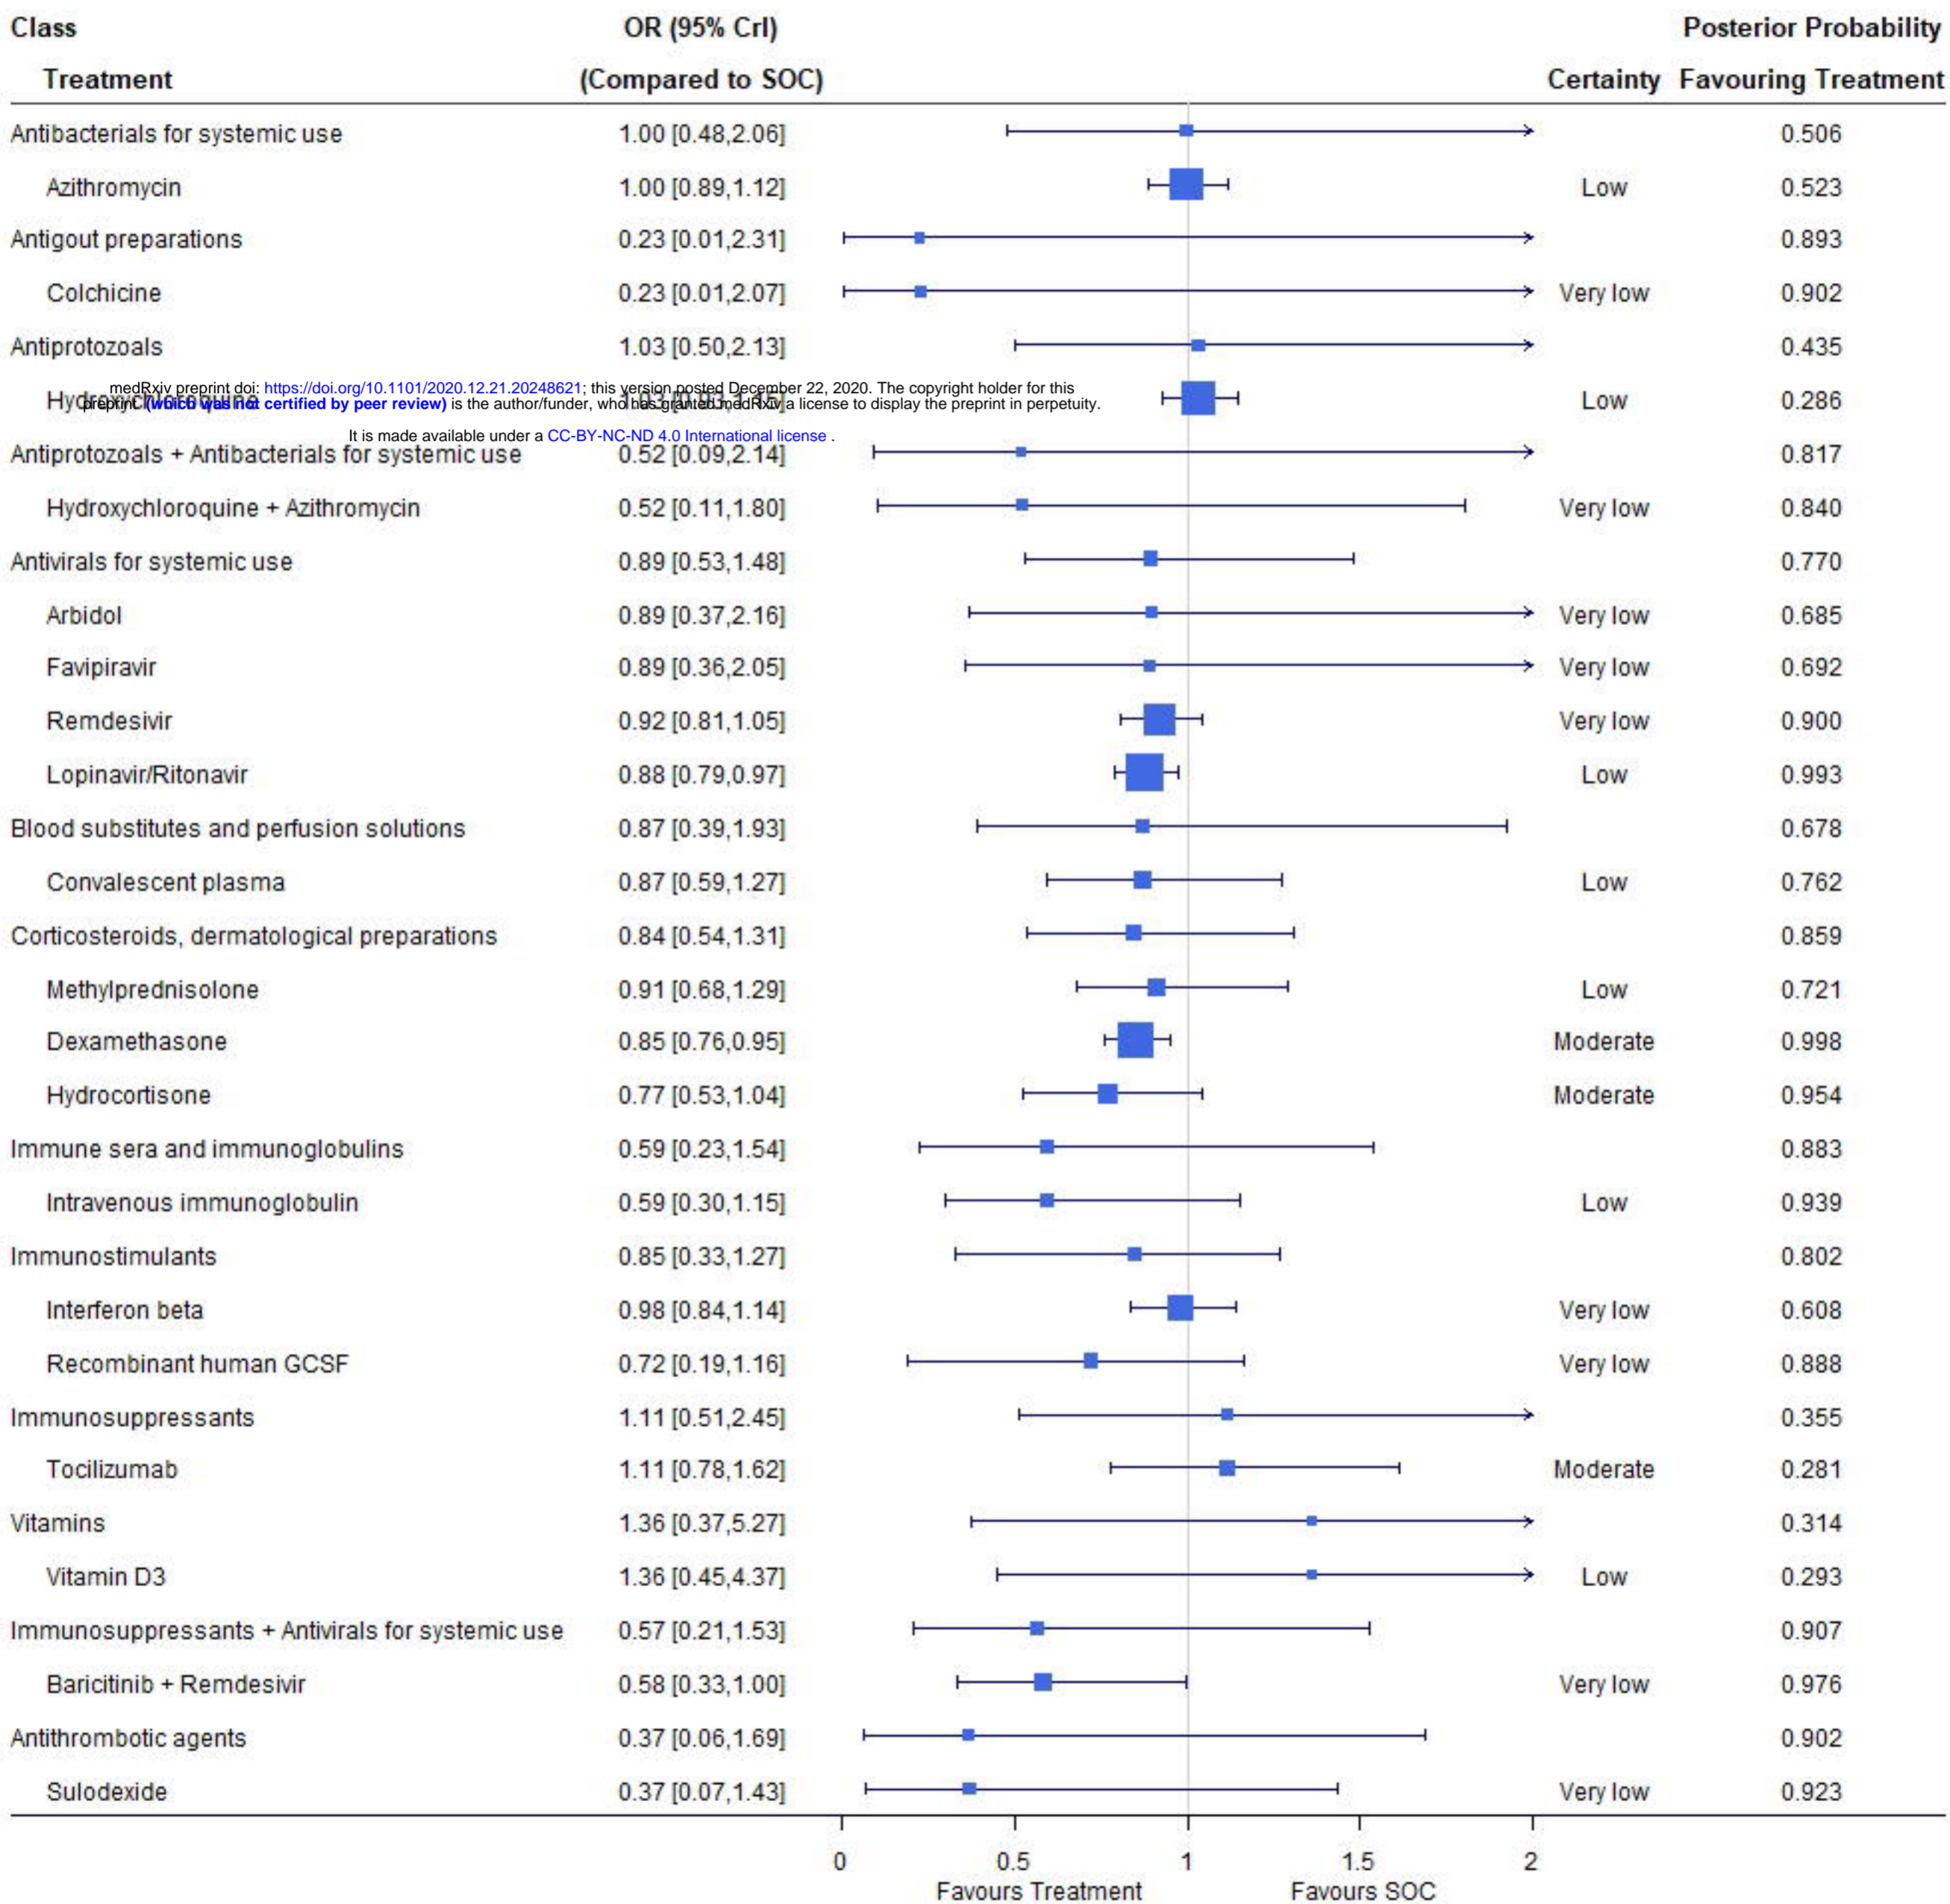 Class OR (95% CrI) Posterior Probability
Treatment (Compared to SOC) Certainty Favouring Treatment
Antibacterials for systemic use 1.00 [0.48,2.06] 0.506
Azithromycin 1.00 [0.89,1.12] Low 0.523
Antigout preparations 0.23 [0.01,2.31] 0.893
Colchicine 0.23 [0.01,2.07] Very low 0.902
Antiprotozoals 1.03 [0.50,2.13] 0.435
medRxiv preprint doi: https://doi.org/10.1101/2020.12.21.20248621; this version posted December 22, 2020. The copyright holder for this
preprint (which was not certified by peer review) is the author/funder, who has granted medRxiv a license to display the preprint in perpetuity.
Hydroxychloroquine Low 0.286
It is made available under a CC-BY-NC-ND 4.0 International license .
Antiprotozoals + Antibacterials for systemic use 0.52 [0.09,2.14] 0.817
Hydroxychloroquine + Azithromycin 0.52 [0.11,1.80] Very low 0.840
Antivirals for systemic use 0.89 [0.53,1.48] 0.770
Arbidol 0.89 [0.37,2.16] Very low 0.685
Favipiravir 0.89 [0.36,2.05] Very low 0.692
Remdesivir 0.92 [0.81,1.05] Very low 0.900
Lopinavir/Ritonavir 0.88 [0.79,0.97] Low 0.993
Blood substitutes and perfusion solutions 0.87 [0.39,1.93] 0.678
Convalescent plasma 0.87 [0.59,1.27] Low 0.762
Corticosteroids, dermatological preparations 0.84 [0.54,1.31] 0.859
Methylprednisolone 0.91 [0.68,1.29] Low 0.721
Dexamethasone 0.85 [0.76,0.95] Moderate 0.998
Hydrocortisone 0.77 [0.53,1.04] Moderate 0.954
Immune sera and immunoglobulins 0.59 [0.23,1.54] 0.883
Intravenous immunoglobulin 0.59 [0.30,1.15] Low 0.939
Immunostimulants 0.85 [0.33,1.27] 0.802
Interferon beta 0.98 [0.84,1.14] Very low 0.608
Recombinant human GCSF 0.72 [0.19,1.16] Very low 0.888
Immunosuppressants 1.11 [0.51,2.45] 0.355
Tocilizumab 1.11 [0.78,1.62] Moderate 0.281
Vitamins 1.36 [0.37,5.27] 0.314
Vitamin D3 1.36 [0.45,4.37] Low 0.293
Immunosuppressants + Antivirals for systemic use 0.57 [0.21,1.53] 0.907
Baricitinib + Remdesivir 0.58 [0.33,1.00] Very low 0.976
Antithrombotic agents 0.37 [0.06,1.69] 0.902
Sulodexide 0.37 [0.07,1.43] Very low 0.923
0 0.5 1 1.5 2
Favours Treatment Favours SOC